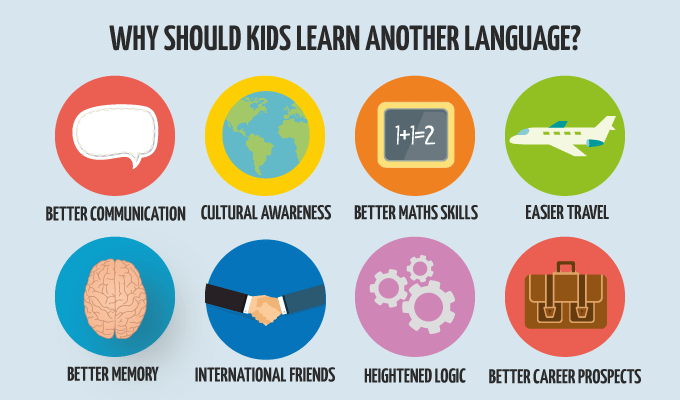 WHY SHOULD KIDS LEARN ANOTHER LANGUAGE?
1+1=2
BETTER COMMUNICATION
CULTURAL AWARENESS
BETTER MATHS SKILLS
EASIER TRAVEL
BETTER MEMORY
INTERNATIONAL FRIENDS
HEIGHTENED LOGIC
BETTER CAREER PROSPECTS